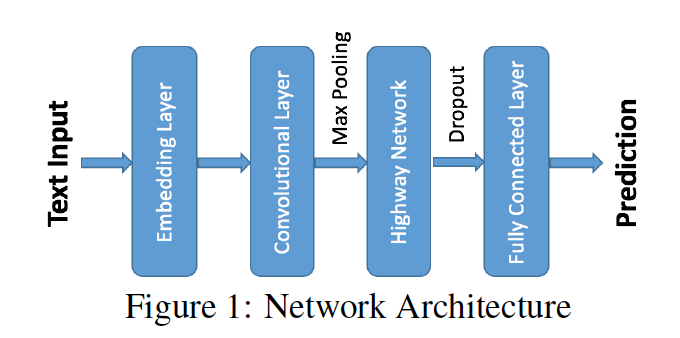 Text Input
Embedding Layer
Convolutional Layer
Max Pooling
Highway Network
Dropout
Fully Connected Layer
Prediction
Figure 1: Network Architecture